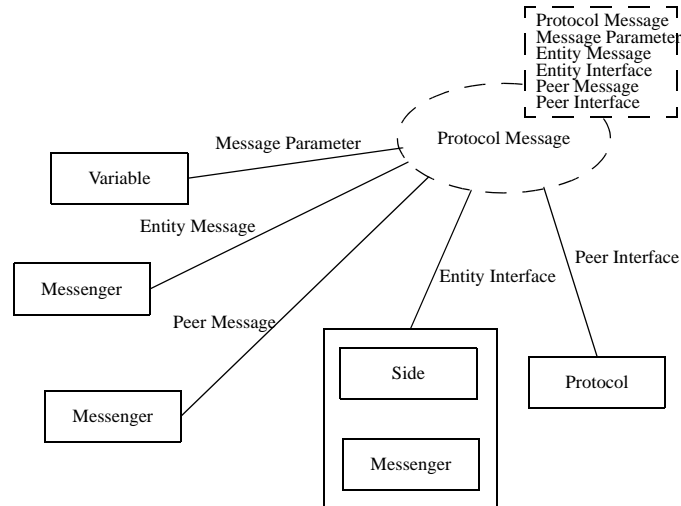 Protocol Message
Message Parameter
Entity Message
Entity Interface
Peer Message
Peer Interface
Protocol Message
Message Parameter
Variable
Entity Message
Peer Interface
Entity Interface
Messenger
Peer Message
Side
Protocol
Messenger
Messenger